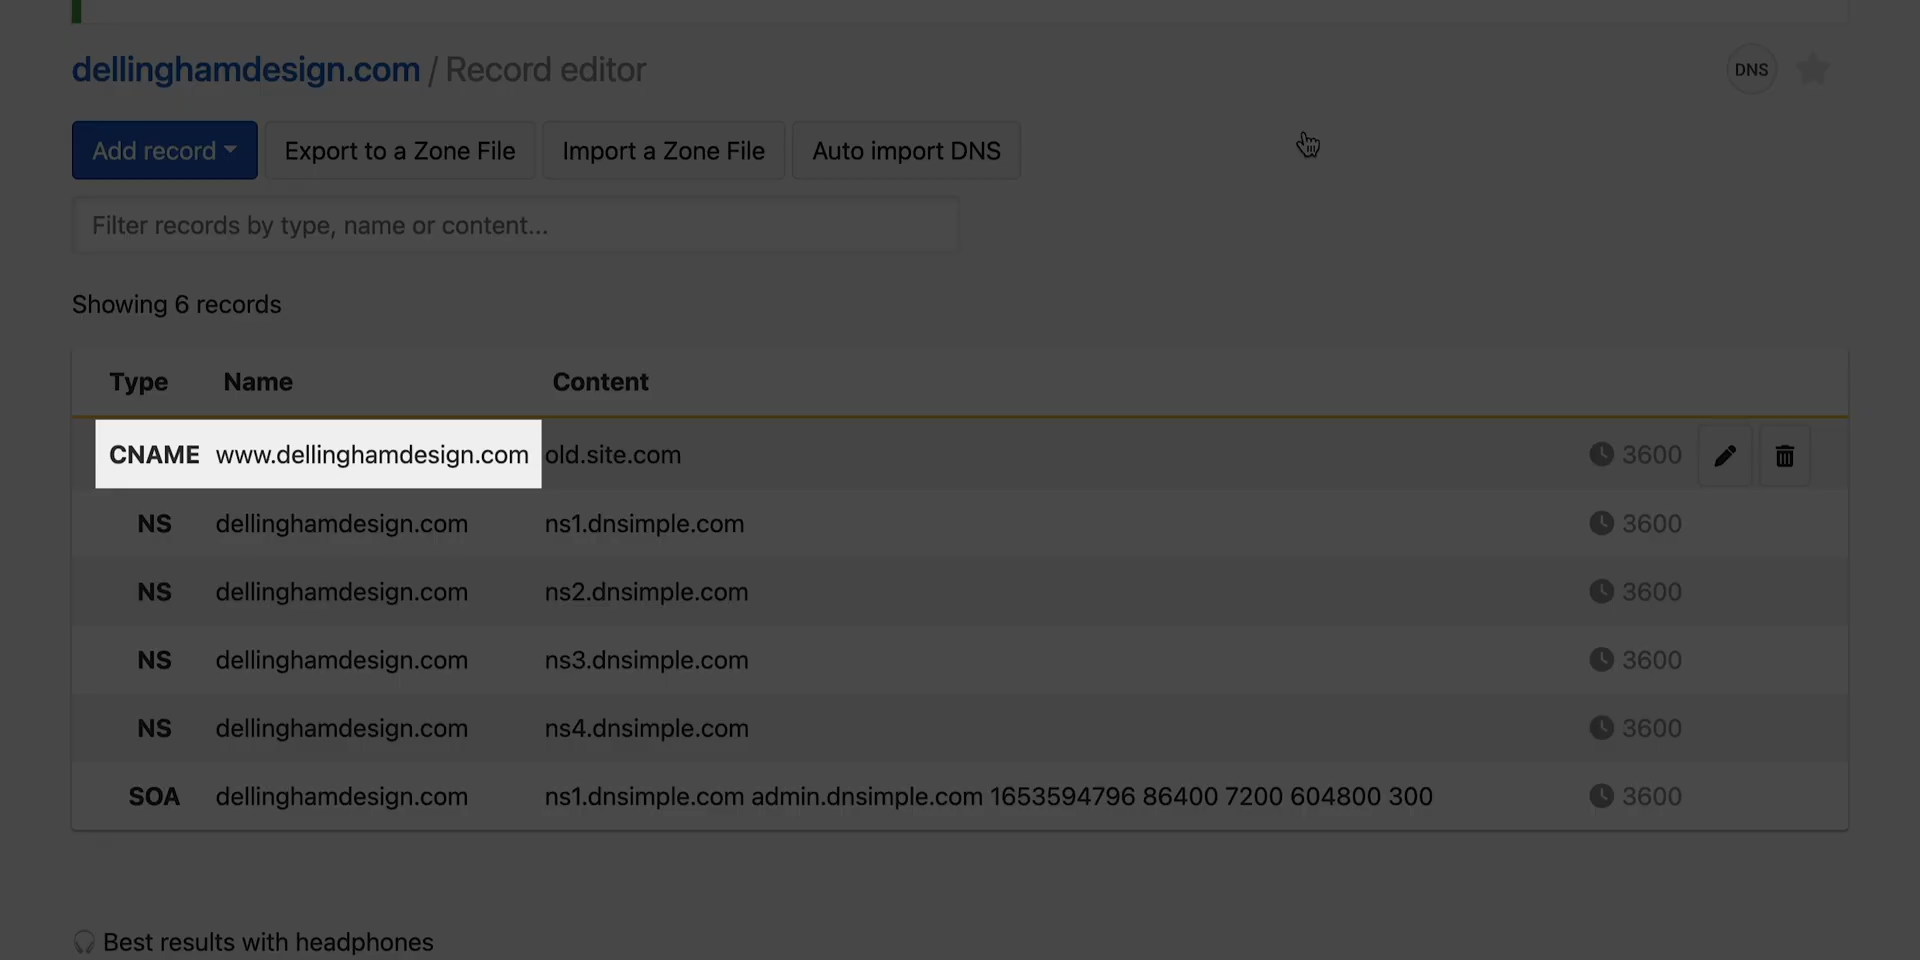 dellinghamdesign.com / Record editor
DNS
Add record
Export to a Zone File
Import a Zone File
Auto import DNS
Filter records by type, name or content...
Showing 6 records
Type Name Content
CNAME www.dellinghamdesign.com old.site.com 3600
NS dellinghamdesign.com ns1.dnsimple.com 3600
NS dellinghamdesign.com ns2.dnsimple.com 3600
NS dellinghamdesign.com ns3.dnsimple.com 3600
NS dellinghamdesign.com ns4.dnsimple.com 3600
SOA dellinghamdesign.com ns1.dnsimple.com admin.dnsimple.com 1653594796 86400 7200 604800 300 3600
Best results with headphones